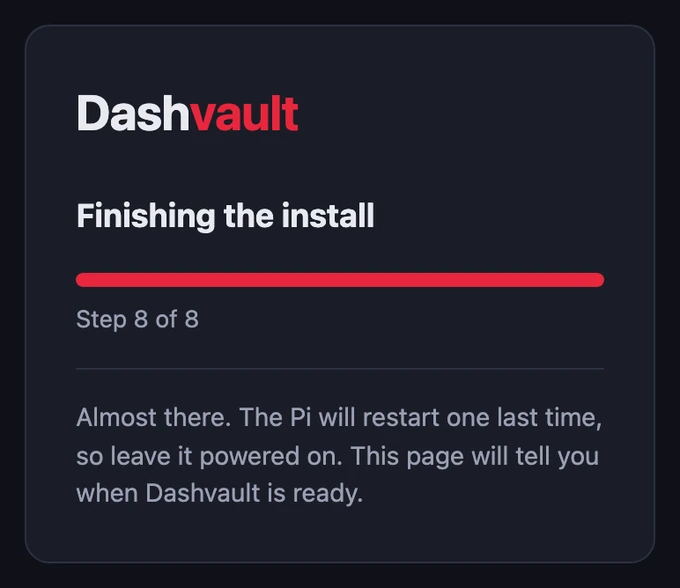 Dashvault
Finishing the install
Step 8 of 8
Almost there. The Pi will restart one last time,
so leave it powered on. This page will tell you
when Dashvault is ready.